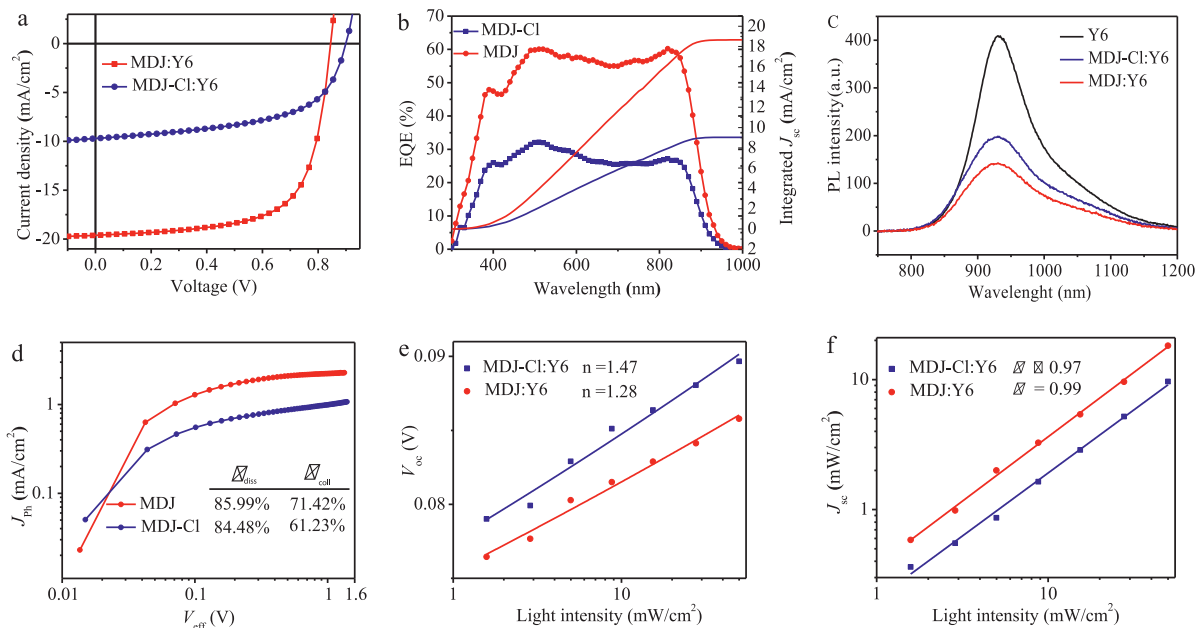 a
Current density (mA/cm²)
0
-5
-10
-15
-20
MDJ:Y6
MDJ-Cl:Y6
0.0
0.2
0.4
0.6
0.8
Voltage (V)
b
EQE (%)
70
60
50
40
30
20
10
0
MDJ-Cl
MDJ
400
600
800
1000
Wavelength (nm)
20
18
16
14
12
10
8
6
4
2
0
2
Integrated Jsc (mA/cm²)
c
PL intensity(a.u.)
400
300
200
100
0
Y6
MDJ-Cl:Y6
MDJ:Y6
800
900
1000
1100
1200
Wavelenght (nm)
d
JPh (mA/cm²)
1
0.1
diss
coll
MDJ
85.99%
71.42%
MDJ-Cl
84.48%
61.23%
0.01
0.1
1
1.6
Veff (V)
e
Voc (V)
0.09
0.08
MDJ-Cl:Y6 n =1.47
MDJ:Y6 n =1.28
1
10
Light intensity (mW/cm²)
f
Jsc (mW/cm²)
10
1
MDJ-Cl:Y6 0.97
MDJ:Y6 = 0.99
1
10
Light intensity (mW/cm²)